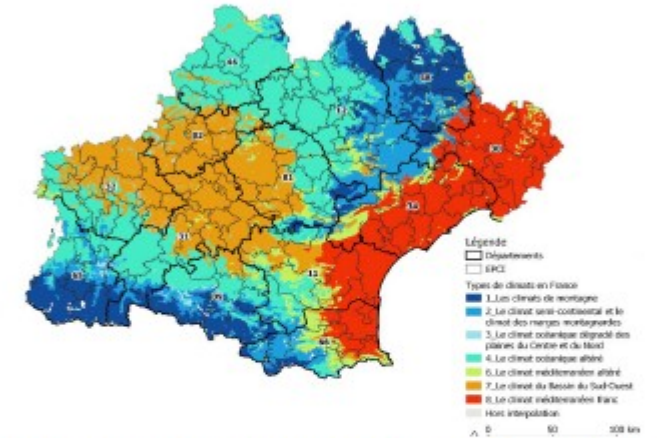 46
48
12
30
82
81
32
34
31
11
65
09
66
Légende
Départements
EPCI
Types de climats en France
1_Les climats de montagne
2_Le climat semi-continental et le
climat des marges montagnardes
3_Le climat océanique dégradé des
plaines du Centre et du Nord
4_Le climat océanique altéré
6_Le climat méditerranéen altéré
7_Le climat du Bassin du Sud-Ouest
8_Le climat méditerranéen franc
Hors interpolation
0 50 100 km